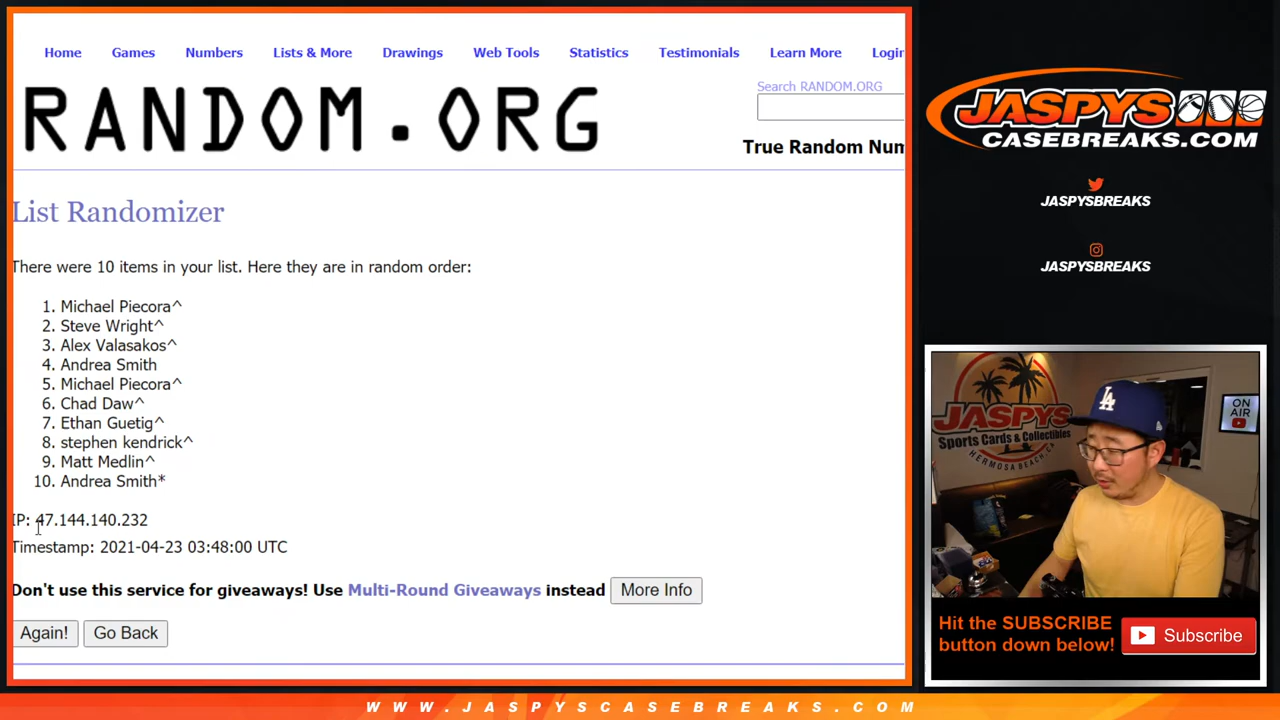 Home Games Numbers Lists & More Drawings Web Tools Statistics Testimonials Learn More Login
RANDOM.ORG
Search RANDOM.ORG
True Random Num
List Randomizer
There were 10 items in your list. Here they are in random order:
1. Michael Piecora^
2. Steve Wright^
3. Alex Valasakos^
4. Andrea Smith
5. Michael Piecora^
6. Chad Daw^
7. Ethan Guetig^
8. stephen kendrick^
9. Matt Medlin^
10. Andrea Smith*
IP: 47.144.140.232
Timestamp: 2021-04-23 03:48:00 UTC
Don't use this service for giveaways! Use Multi-Round Giveaways instead More Info
Again! Go Back
JASPYS
CASEBREAKS.COM
JASPYSBREAKS
JASPYSBREAKS
JASPYS
Sports Cards & Collectibles
HERMOSA BEACH, CA
ON
AIR
LA
Hit the SUBSCRIBE
button down below!
Subscribe
WWW.JASPYSCASEBREAKS.COM